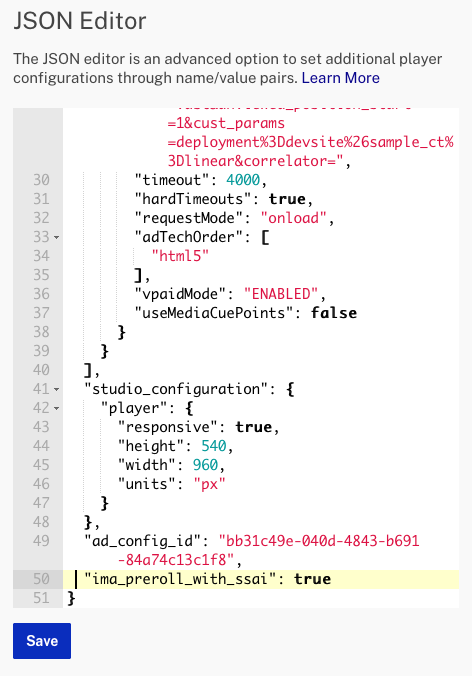 JSON Editor
The JSON editor is an advanced option to set additional player
configurations through name/value pairs. Learn More
=1&cust_params
=deployment%3Ddevsite%26sample_ct%
3Dlinear&correlator=",
30 "timeout": 4000,
31 "hardTimeouts": true,
32 "requestMode": "onload",
33 "adTechOrder": [
34 "html5"
35 ],
36 "vpaidMode": "ENABLED",
37 "useMediaCuePoints": false
38 }
39 }
40 ],
41 "studio_configuration": {
42 "player": {
43 "responsive": true,
44 "height": 540,
45 "width": 960,
46 "units": "px"
47 }
48 },
49 "ad_config_id": "bb31c49e-040d-4843-b691
-84a74c13c1f8",
50 "ima_preroll_with_ssai": true
51 }
Save